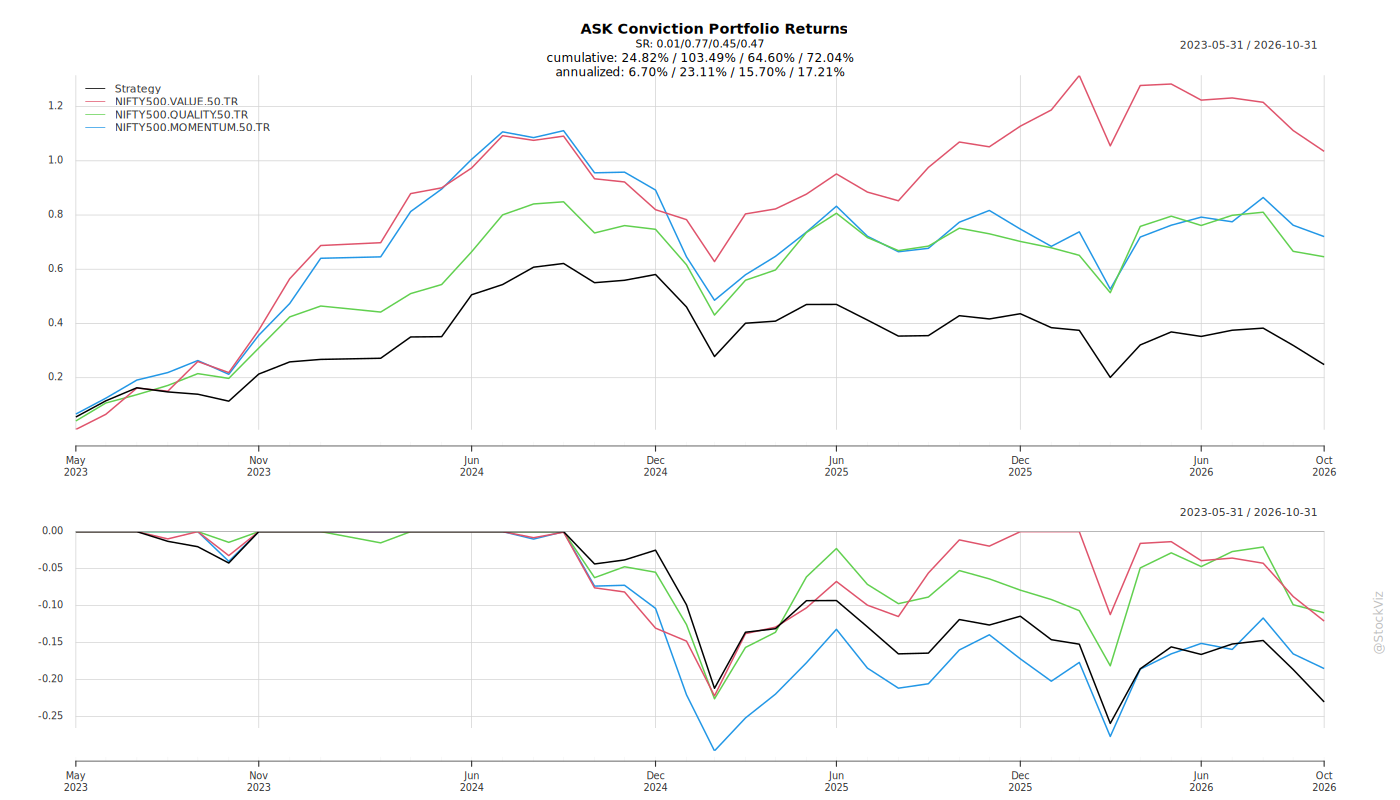 ASK Conviction Portfolio Returns
SR: 0.01/0.77/0.45/0.47
cumulative: 24.82% / 103.49% / 64.60% / 72.04%
annualized: 6.70% / 23.11% / 15.70% / 17.21%
2023-05-31 / 2026-10-31
Strategy
NIFTY500.VALUE.50.TR
NIFTY500.QUALITY50.TR
NIFTY500.MOMENTUM.50.TR
1.2
1.0
0.8
0.6
0.4
0.2
May Nov Jun Dec Jun Dec Jun Oct
2023 2023 2024 2024 2025 2025 2026 2026
2023-05-31 / 2026-10-31
0.00
-0.05
-0.10
-0.15
-0.20
-0.25
May Nov Jun Dec Jun Dec Jun Oct
2023 2023 2024 2024 2025 2025 2026 2026
@StockViz